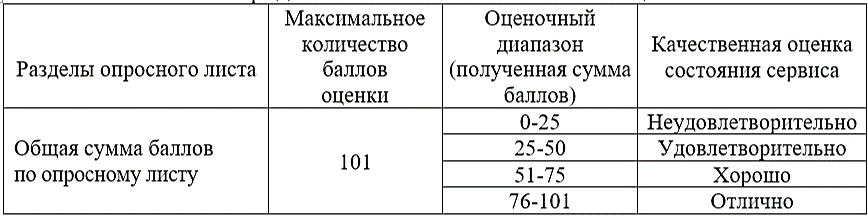 Разделы опросного листа
Максимальное
количество
баллов
оценки
Оценочный
диапазон
(полученная сумма
баллов)
Качественная оценка
состояния сервиса
Общая сумма баллов
по опросному листу
101
0-25
Неудовлетворительно
25-50
Удовлетворительно
51-75
Хорошо
76-101
Отлично